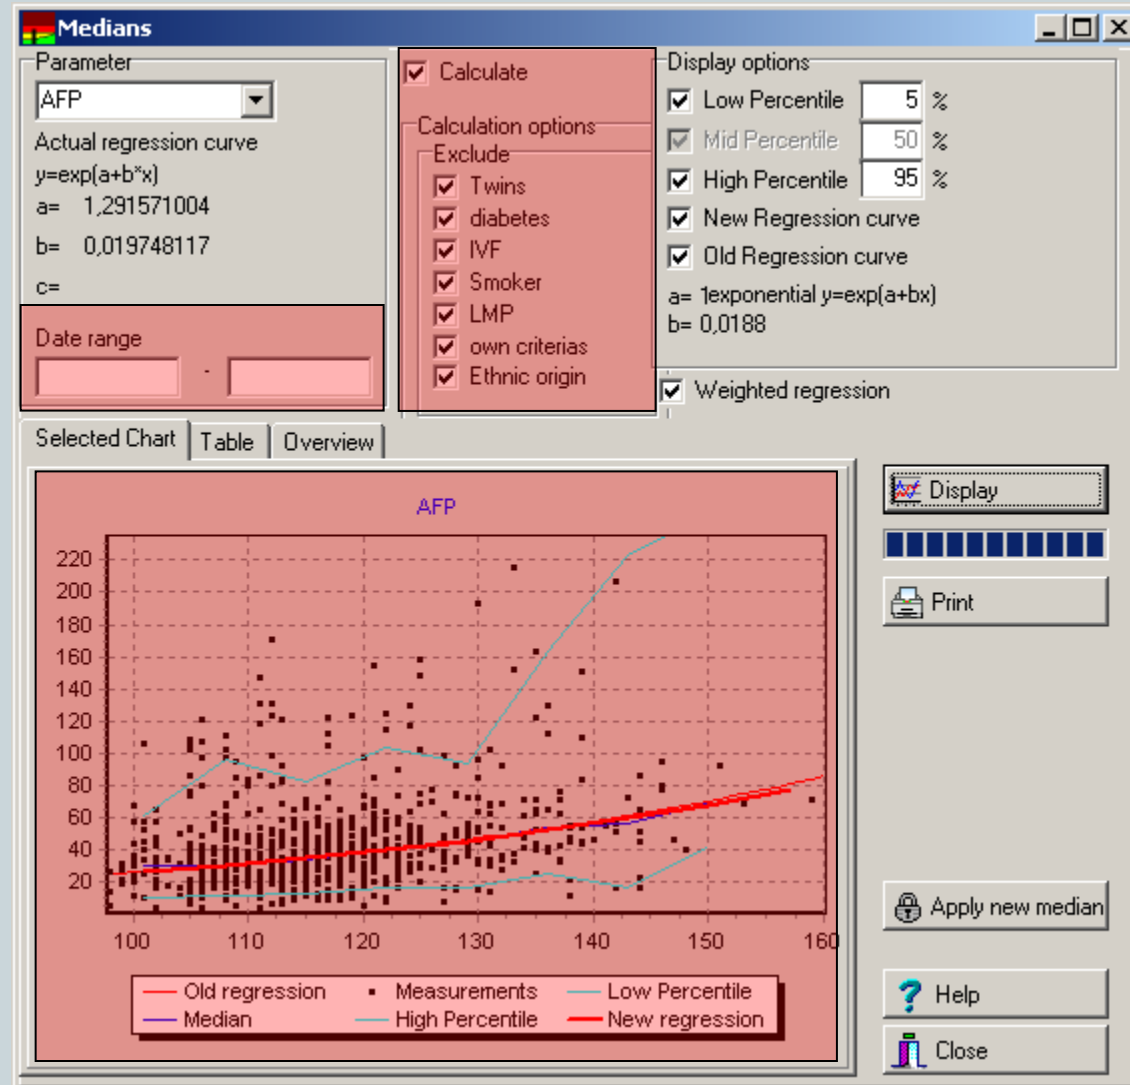 Medians
Parameter
AFP
Actual regression curve
y=exp(a+b*x)
a= 1,291571004
b= 0,019748117
c=
Date range
-
Calculate
Calculation options
Exclude
Twins
diabetes
IVF
Smoker
LMP
own criterias
Ethnic origin
Display options
Low Percentile 5 %
Mid Percentile 50 %
High Percentile 95 %
New Regression curve
Old Regression curve
a= 1exponential y=exp(a+bx)
b= 0,0188
Weighted regression
Selected Chart Table Overview
AFP
220
200
180
160
140
120
100
80
60
40
20
100 110 120 130 140 150 160
Old regression Measurements Low Percentile
Median High Percentile New regression
Display
Print
Apply new median
Help
Close